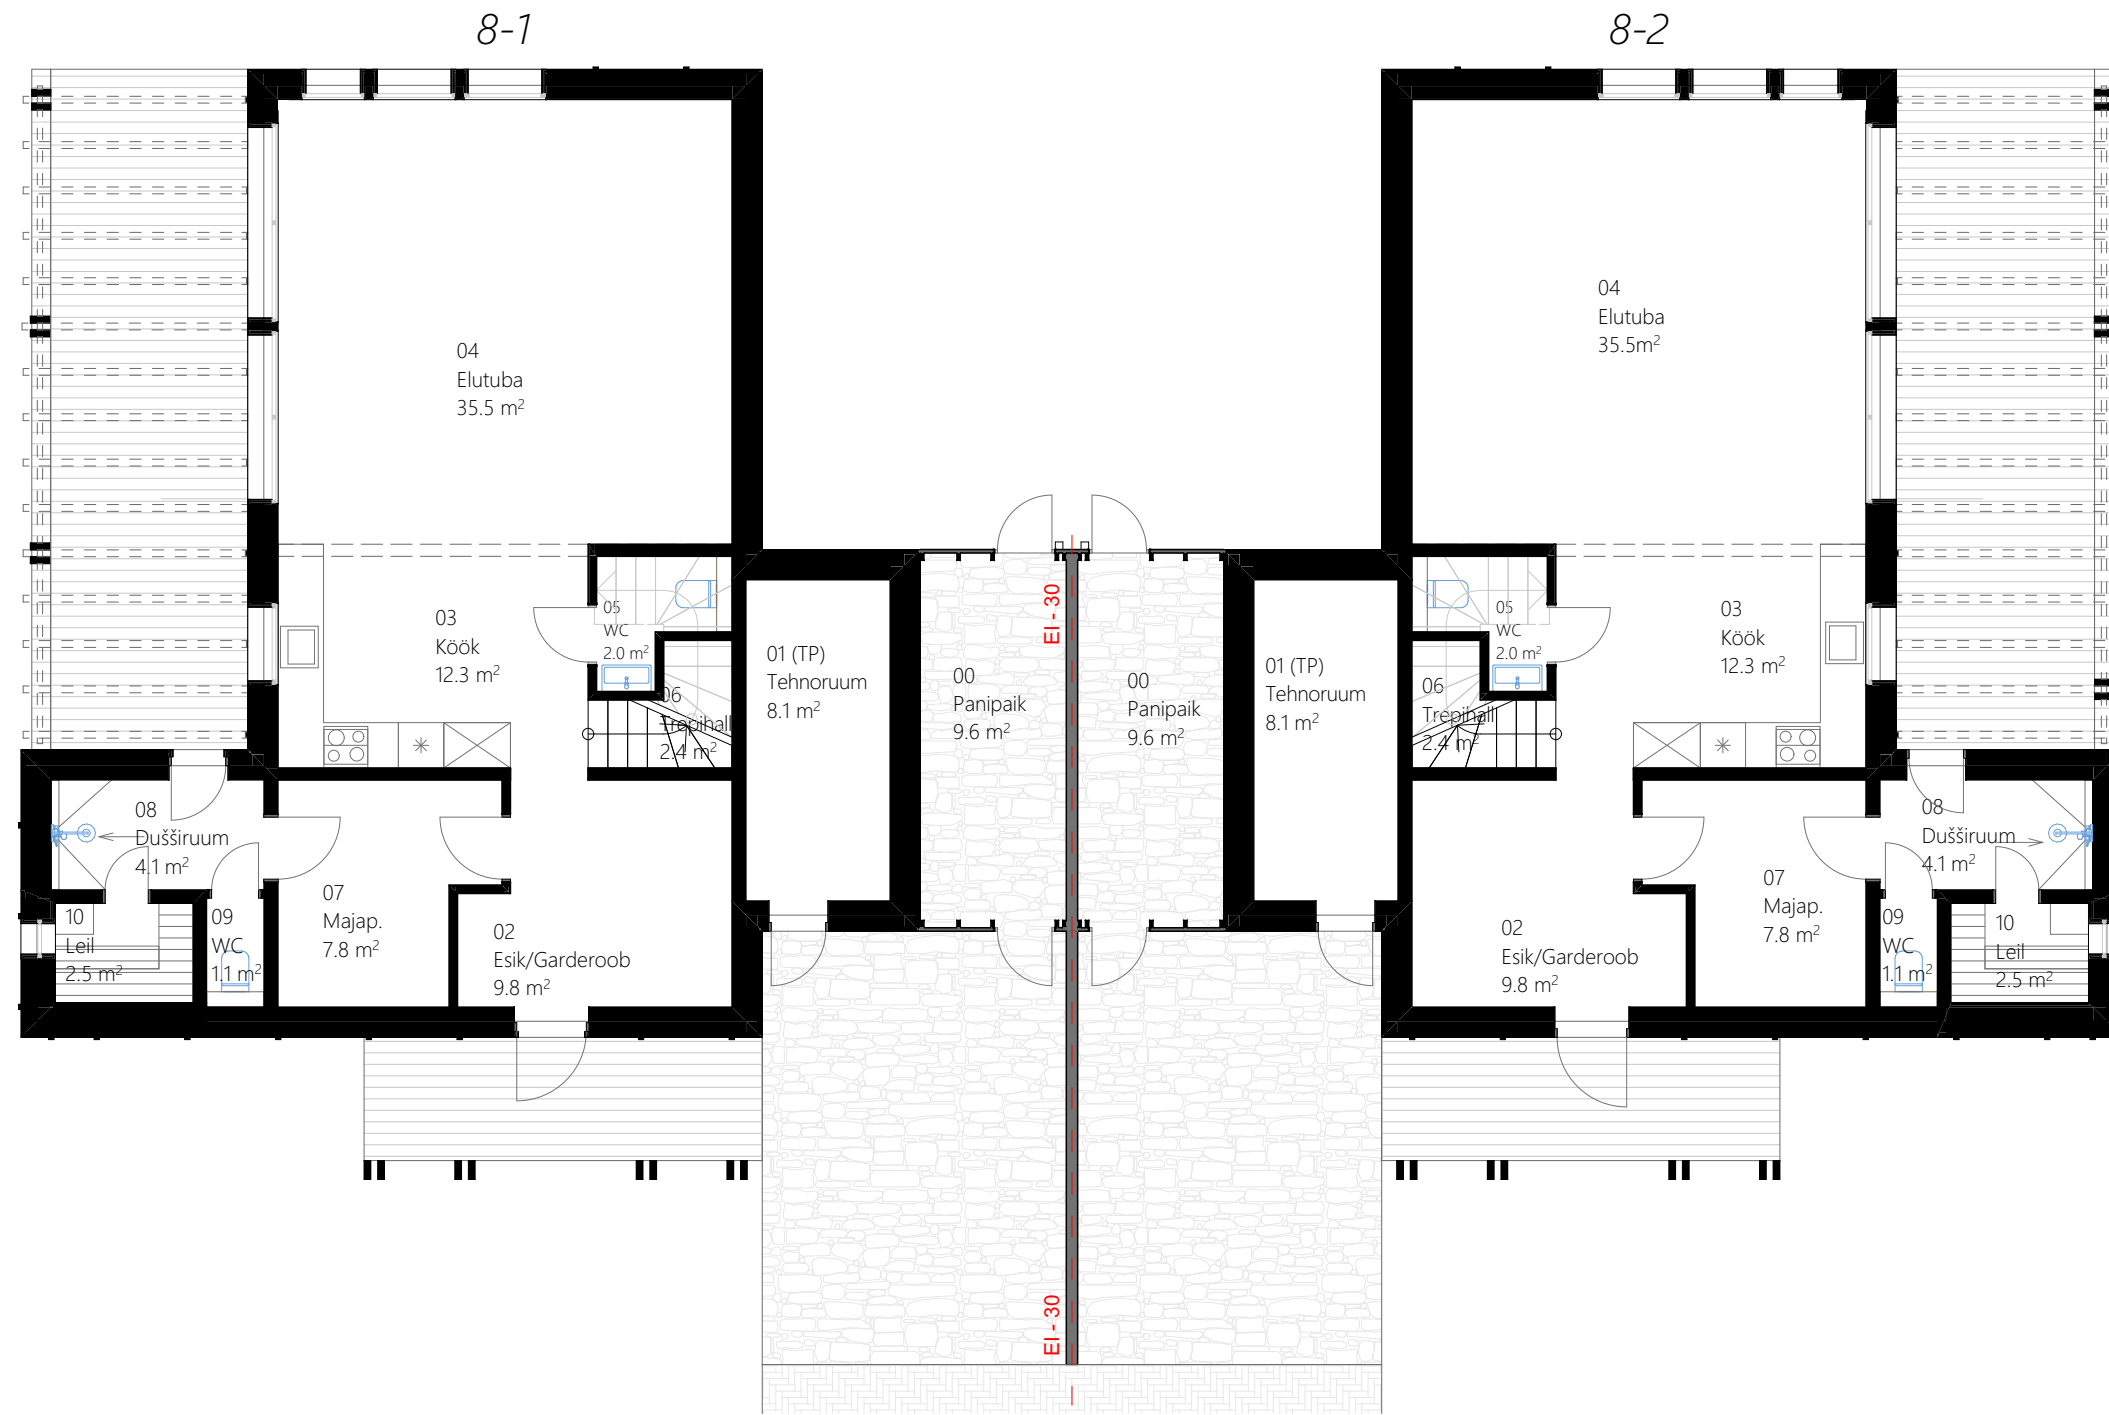 8-1
8-2
04
Elutuba
35.5 m²
04
Elutuba
35.5m²
03
Köök
12.3 m²
05
WC
2.0 m²
06
Trepihall
2.4 m²
01 (TP)
Tehnoruum
8.1 m²
00
Panipaik
9.6 m²
EI - 30
00
Panipaik
9.6 m²
01 (TP)
Tehnoruum
8.1 m²
05
WC
2.0 m²
06
Trepihall
2.4 m²
03
Köök
12.3 m²
08
Dušširuum
4.1 m²
10
Leil
2.5 m²
09
WC
1.1 m²
07
Majap.
7.8 m²
02
Esik/Garderoob
9.8 m²
02
Esik/Garderoob
9.8 m²
07
Majap.
7.8 m²
08
Dušširuum
4.1 m²
09
WC
1.1 m²
10
Leil
2.5 m²
EI - 30